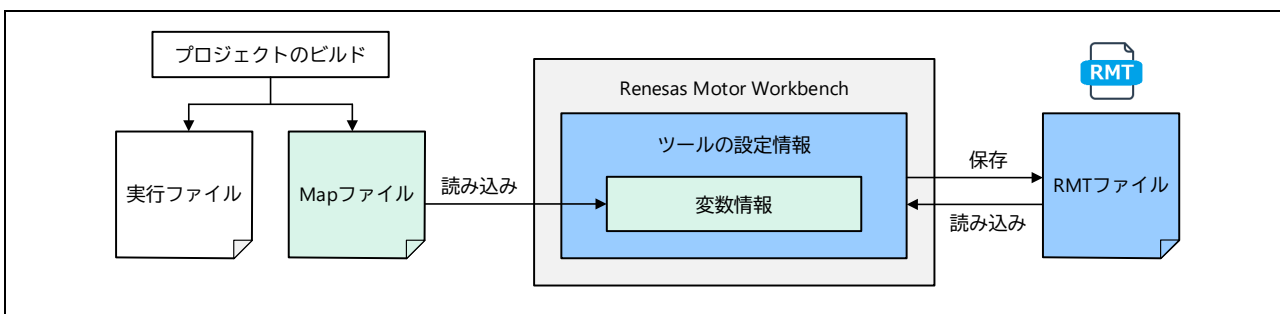 プロジェクトのビルド
RMT
Renesas Motor Workbench
ツールの設定情報
実行ファイル
Mapファイル
読み込み
変数情報
保存
読み込み
RMTファイル